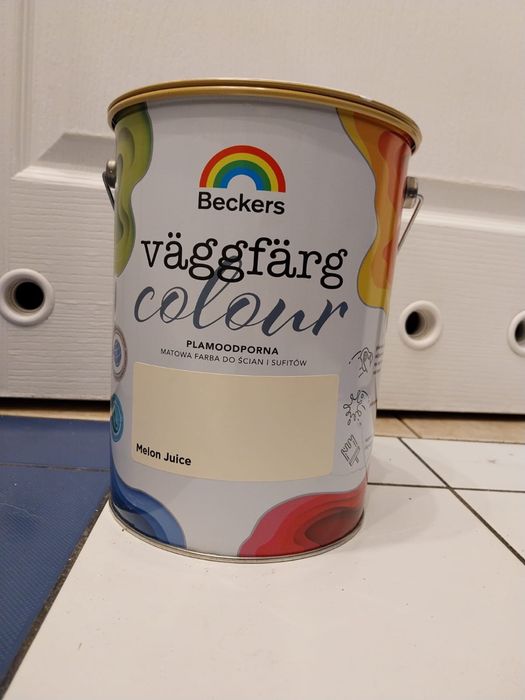 Beckers
väggfärg
colour
PLAMOODPORNA
MATOWA FARBA DO ŚCIAN I SUFITÓW
Melon Juice